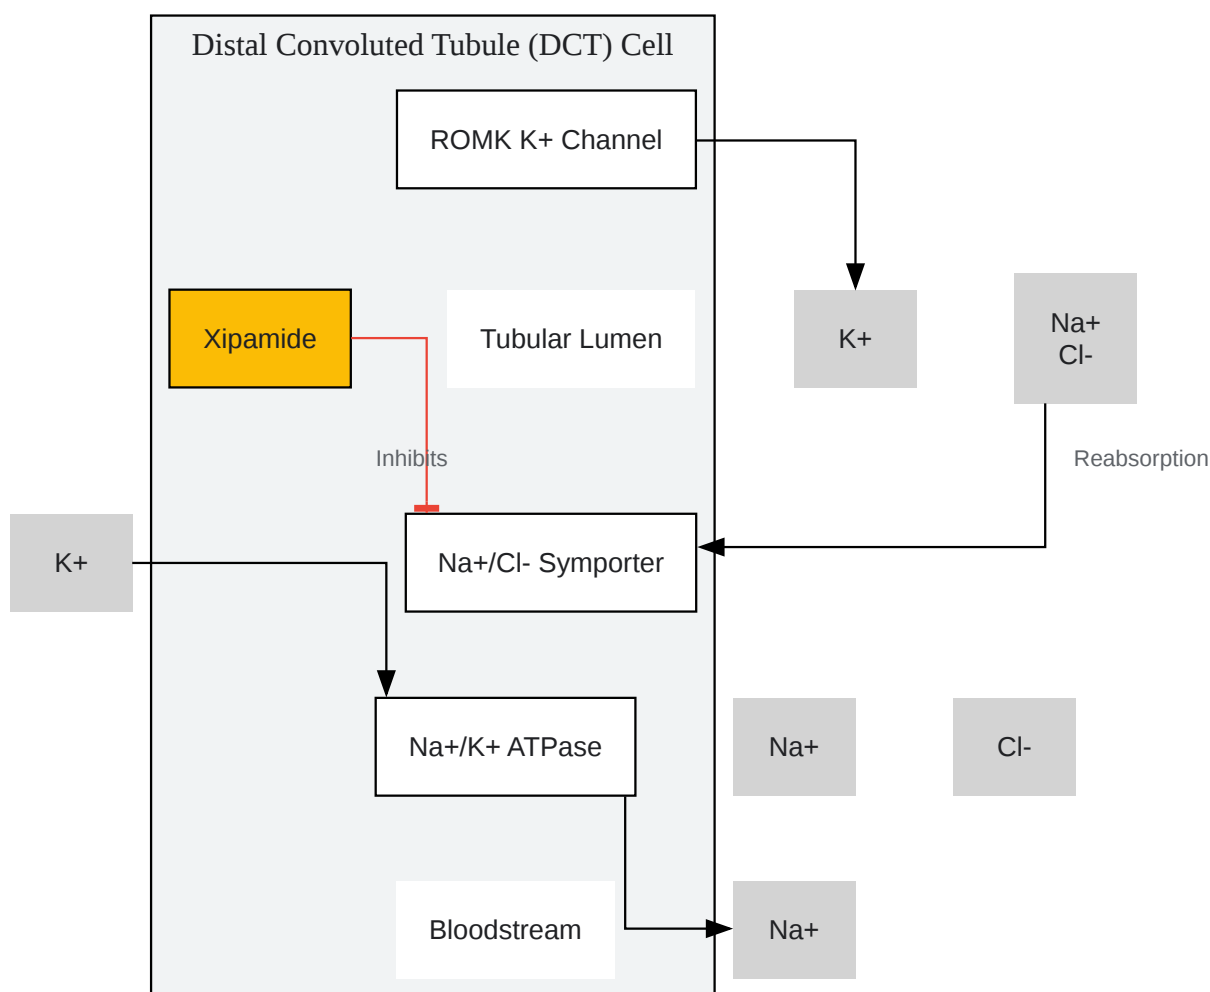 Distal Convoluted Tubule (DCT) Cell
ROMK K+ Channel
Xipamide
Tubular Lumen
K+
Na+
Cl-
Inhibits
Reabsorption
K+
Na+/Cl- Symporter
Na+/K+ ATPase
Na+
Cl-
Bloodstream
Na+